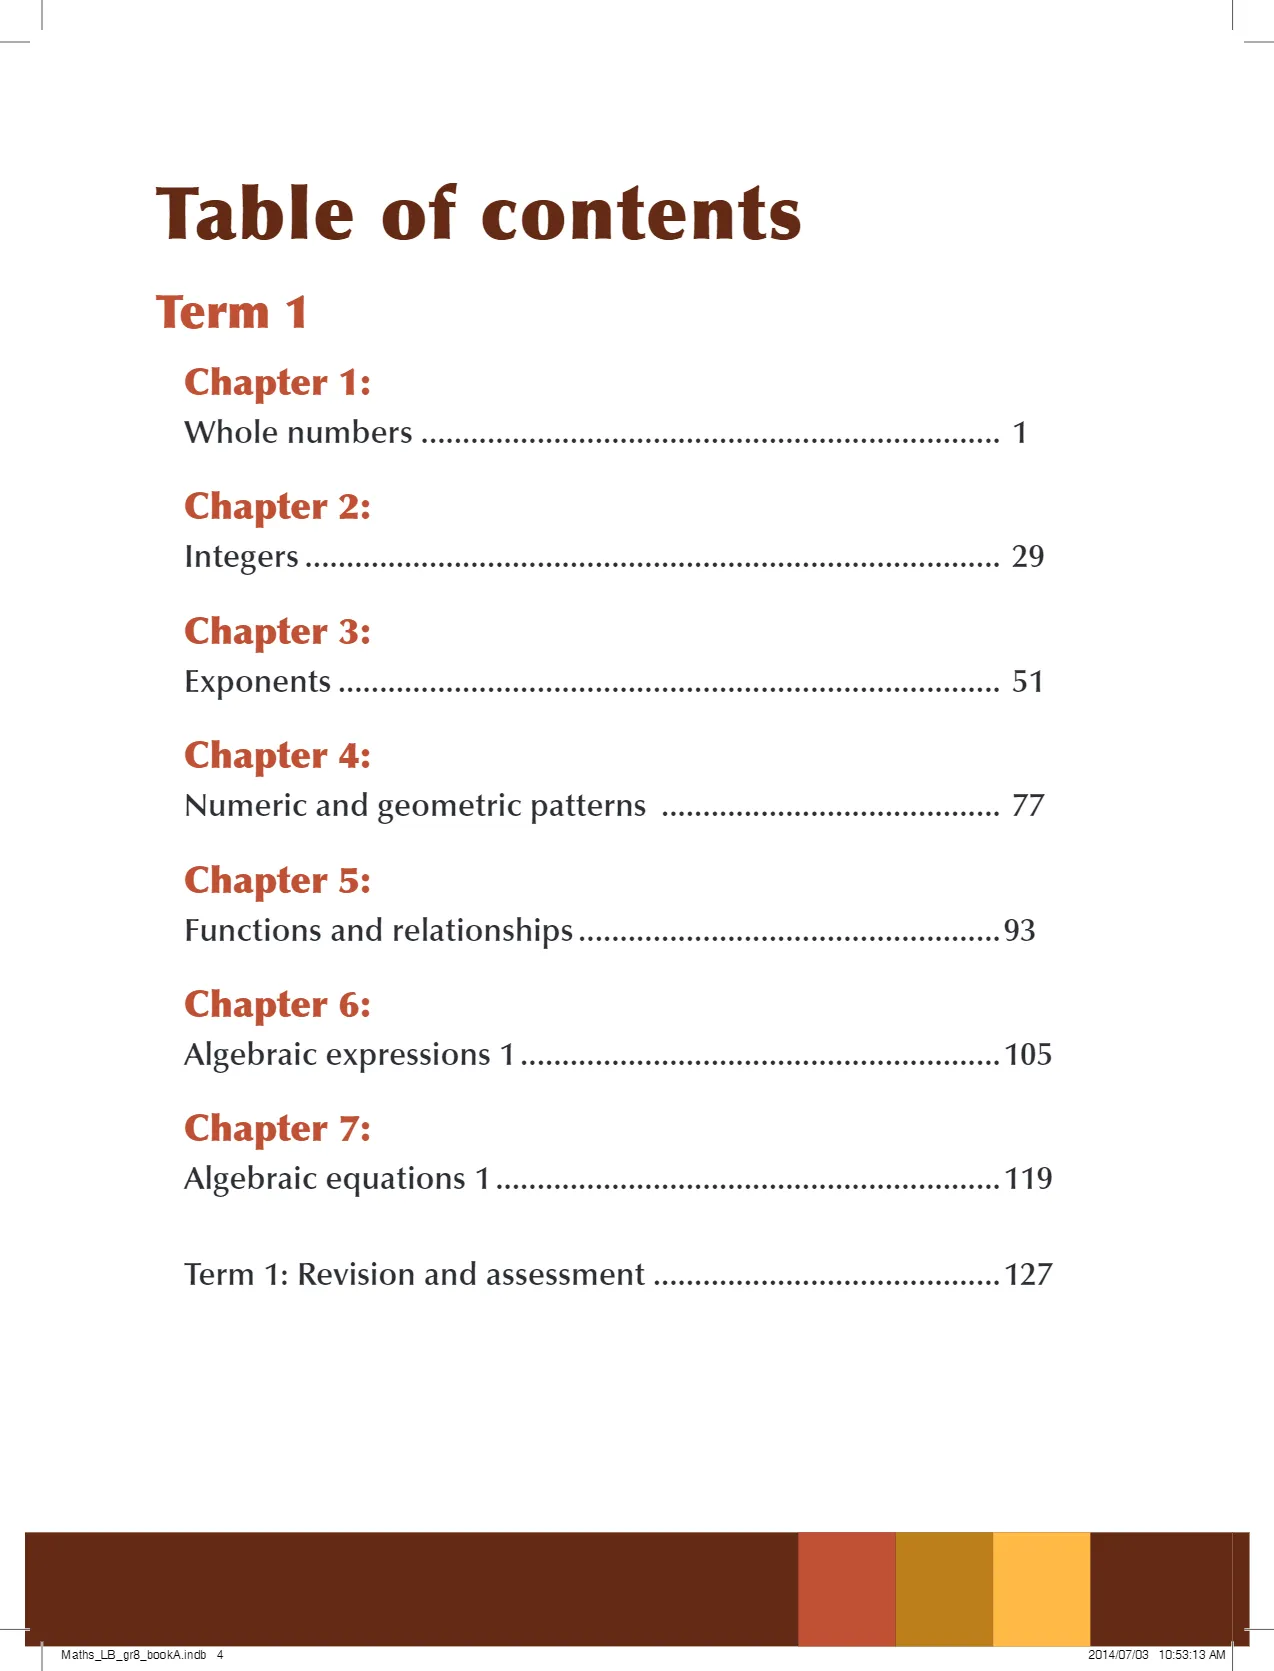 Table of contents
Term 1
Chapter 1:
Whole numbers ...................................................................... 1
Chapter 2:
Integers .................................................................................... 29
Chapter 3:
Exponents ................................................................................ 51
Chapter 4:
Numeric and geometric patterns ......................................... 77
Chapter 5:
Functions and relationships ................................................... 93
Chapter 6:
Algebraic expressions 1 .......................................................... 105
Chapter 7:
Algebraic equations 1 ............................................................. 119
Term 1: Revision and assessment .......................................... 127
Maths_LB_gr8_bookA.indb 4 2014/07/03 10:53:13 AM